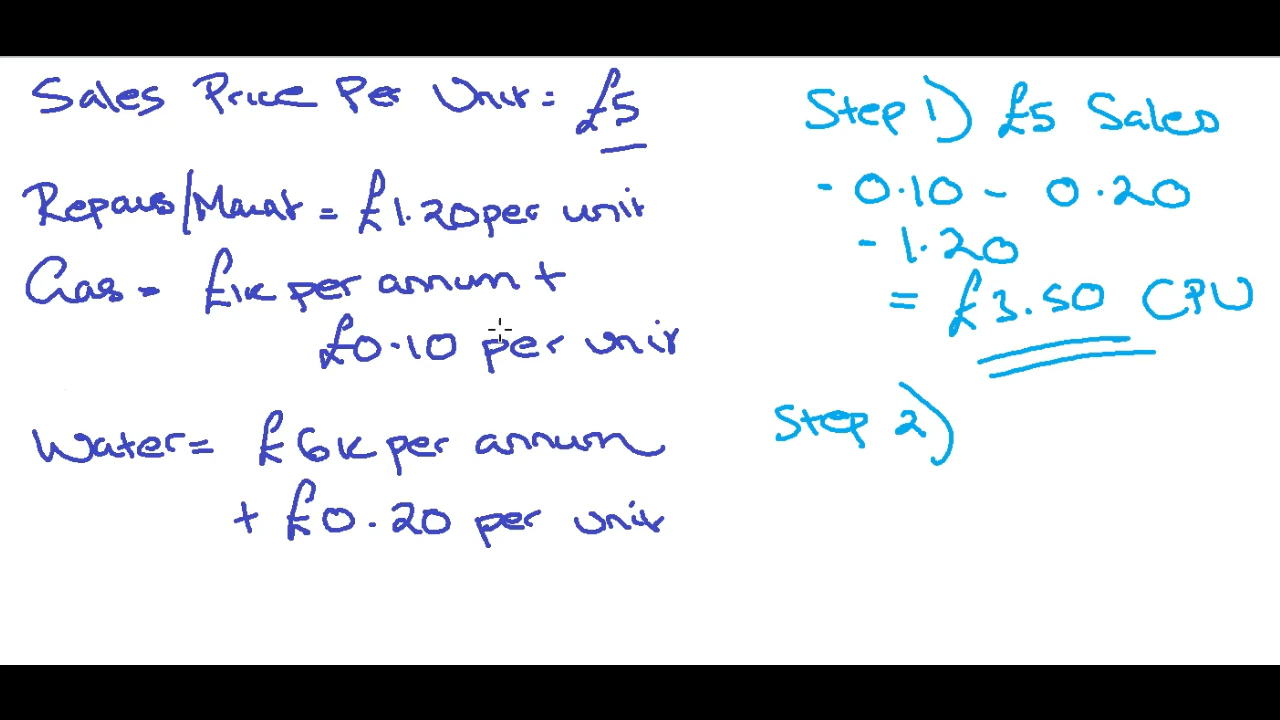 Sales Price Per Unit = £5
Repairs/Maint = £1.20 per unit
Gas = £1k per annum +
£0.10 per unit
Water = £6k per annum
+ £0.20 per unit
Step 1) £5 Sales
- 0.10 - 0.20
- 1.20
= £3.50 CPU
Step 2)